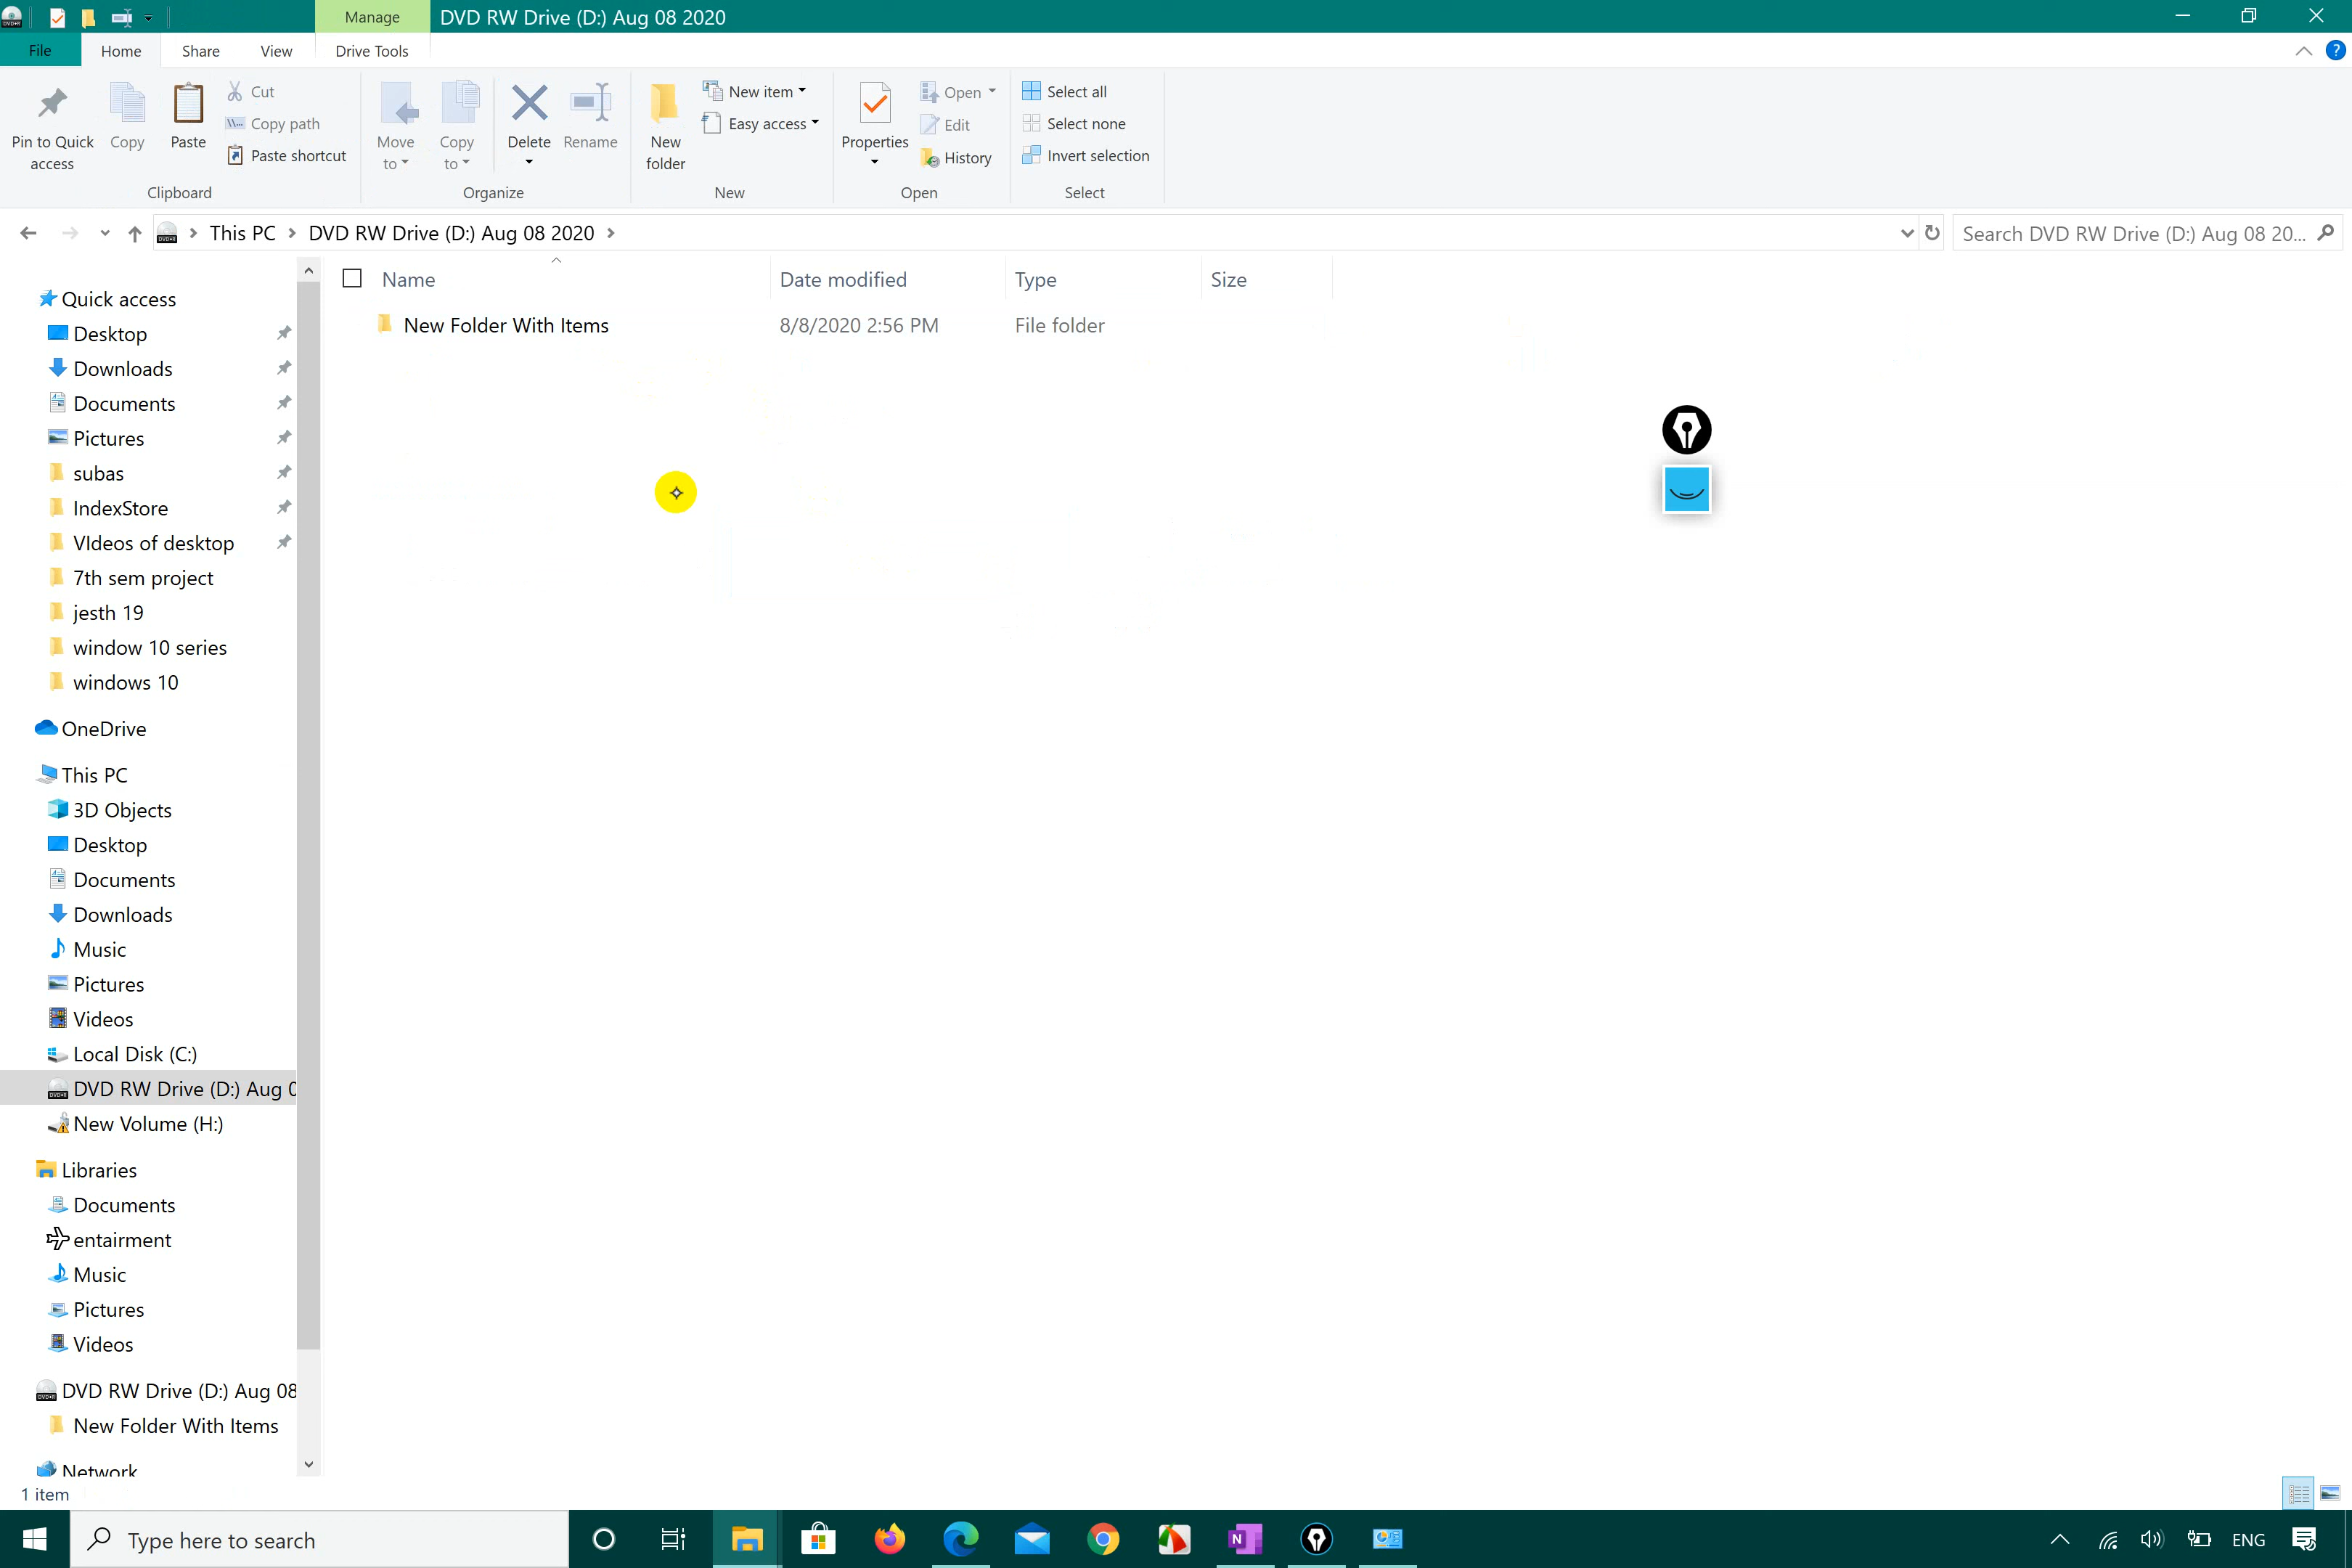 Manage
DVD RW Drive (D:) Aug 08 2020
File
Home
Share
View
Drive Tools
Pin to Quick access
Copy
Paste
Cut
Copy path
Paste shortcut
Clipboard
Move to
Copy to
Delete
Rename
Organize
New folder
New item
Easy access
New
Properties
Open
Edit
History
Open
Select all
Select none
Invert selection
Select
This PC
DVD RW Drive (D:) Aug 08 2020
Search DVD RW Drive (D:) Aug 08 20...
Name
Date modified
Type
Size
New Folder With Items
8/8/2020 2:56 PM
File folder
Quick access
Desktop
Downloads
Documents
Pictures
subas
IndexStore
VIdeos of desktop
7th sem project
jesth 19
window 10 series
windows 10
OneDrive
This PC
3D Objects
Desktop
Documents
Downloads
Music
Pictures
Videos
Local Disk (C:)
DVD RW Drive (D:) Aug 0
New Volume (H:)
Libraries
Documents
entairment
Music
Pictures
Videos
DVD RW Drive (D:) Aug 08
New Folder With Items
Network
1 item
Type here to search
ENG